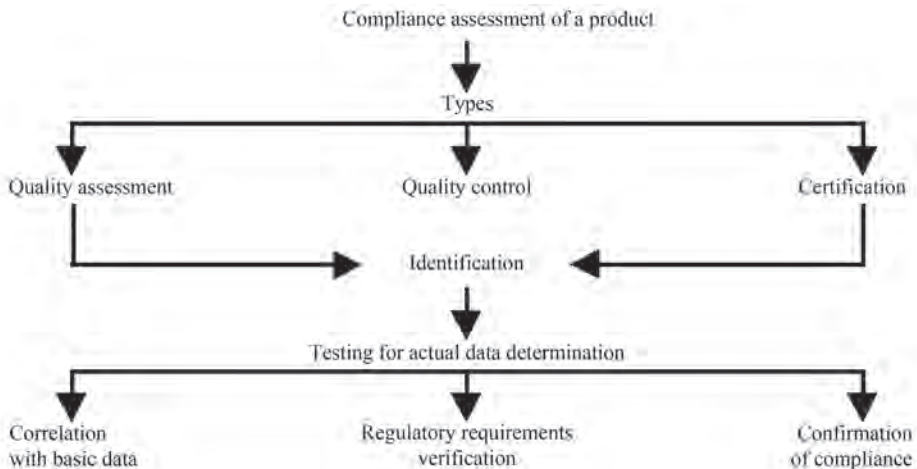 Compliance assessment of a product
Types
Quality assessment
Quality control
Certification
Identification
Testing for actual data determination
Correlation
with basic data
Regulatory requirements
verification
Confirmation
of compliance